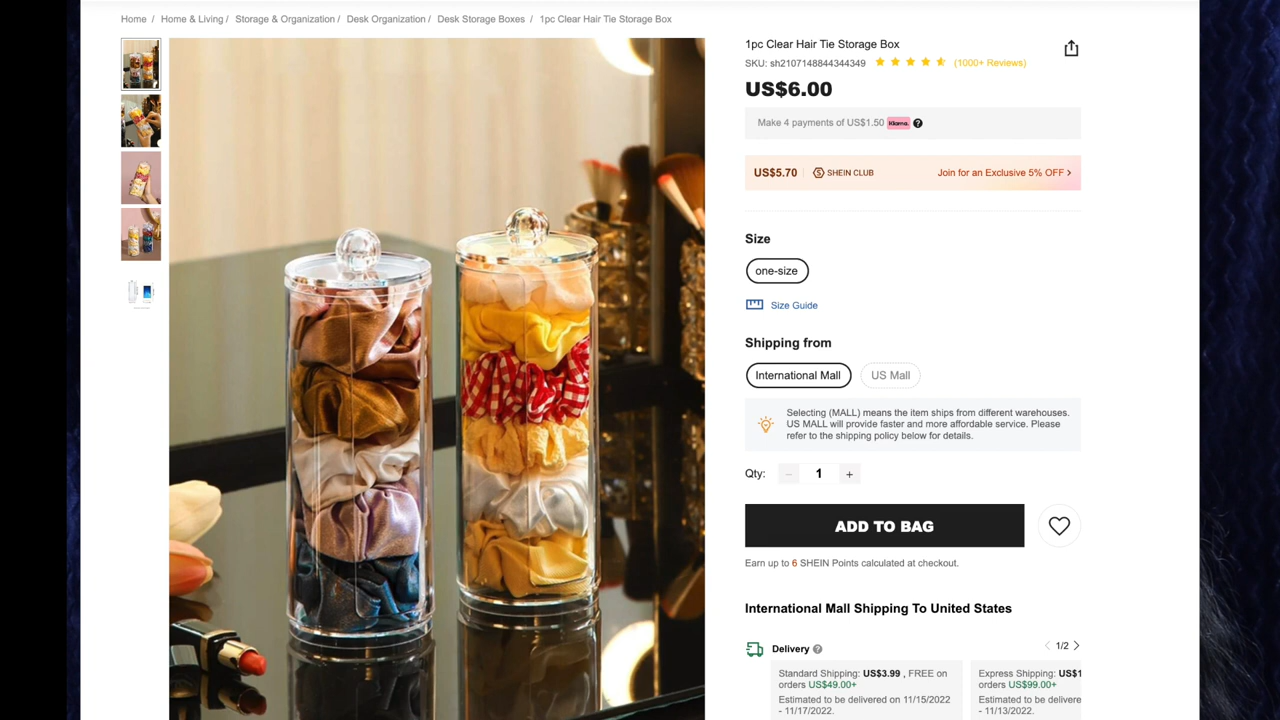 Home / Home & Living / Storage & Organization / Desk Organization / Desk Storage Boxes / 1pc Clear Hair Tie Storage Box
1pc Clear Hair Tie Storage Box
SKU: sh2107148844344349 (1000+ Reviews)
US$6.00
Make 4 payments of US$1.50 Klarna. ?
US$5.70 SHEIN CLUB Join for an Exclusive 5% OFF >
Size
one-size
Size Guide
Shipping from
International Mall US Mall
Selecting (MALL) means the item ships from different warehouses.
US MALL will provide faster and more affordable service. Please
refer to the shipping policy below for details.
Qty: − 1 +
ADD TO BAG
Earn up to 6 SHEIN Points calculated at checkout.
International Mall Shipping To United States
Delivery ? < 1/2 >
Standard Shipping: US$3.99 , FREE on
orders US$49.00+
Estimated to be delivered on 11/15/2022
- 11/17/2022.
Express Shipping: US$1
orders US$99.00+
Estimated to be delivere
- 11/13/2022.